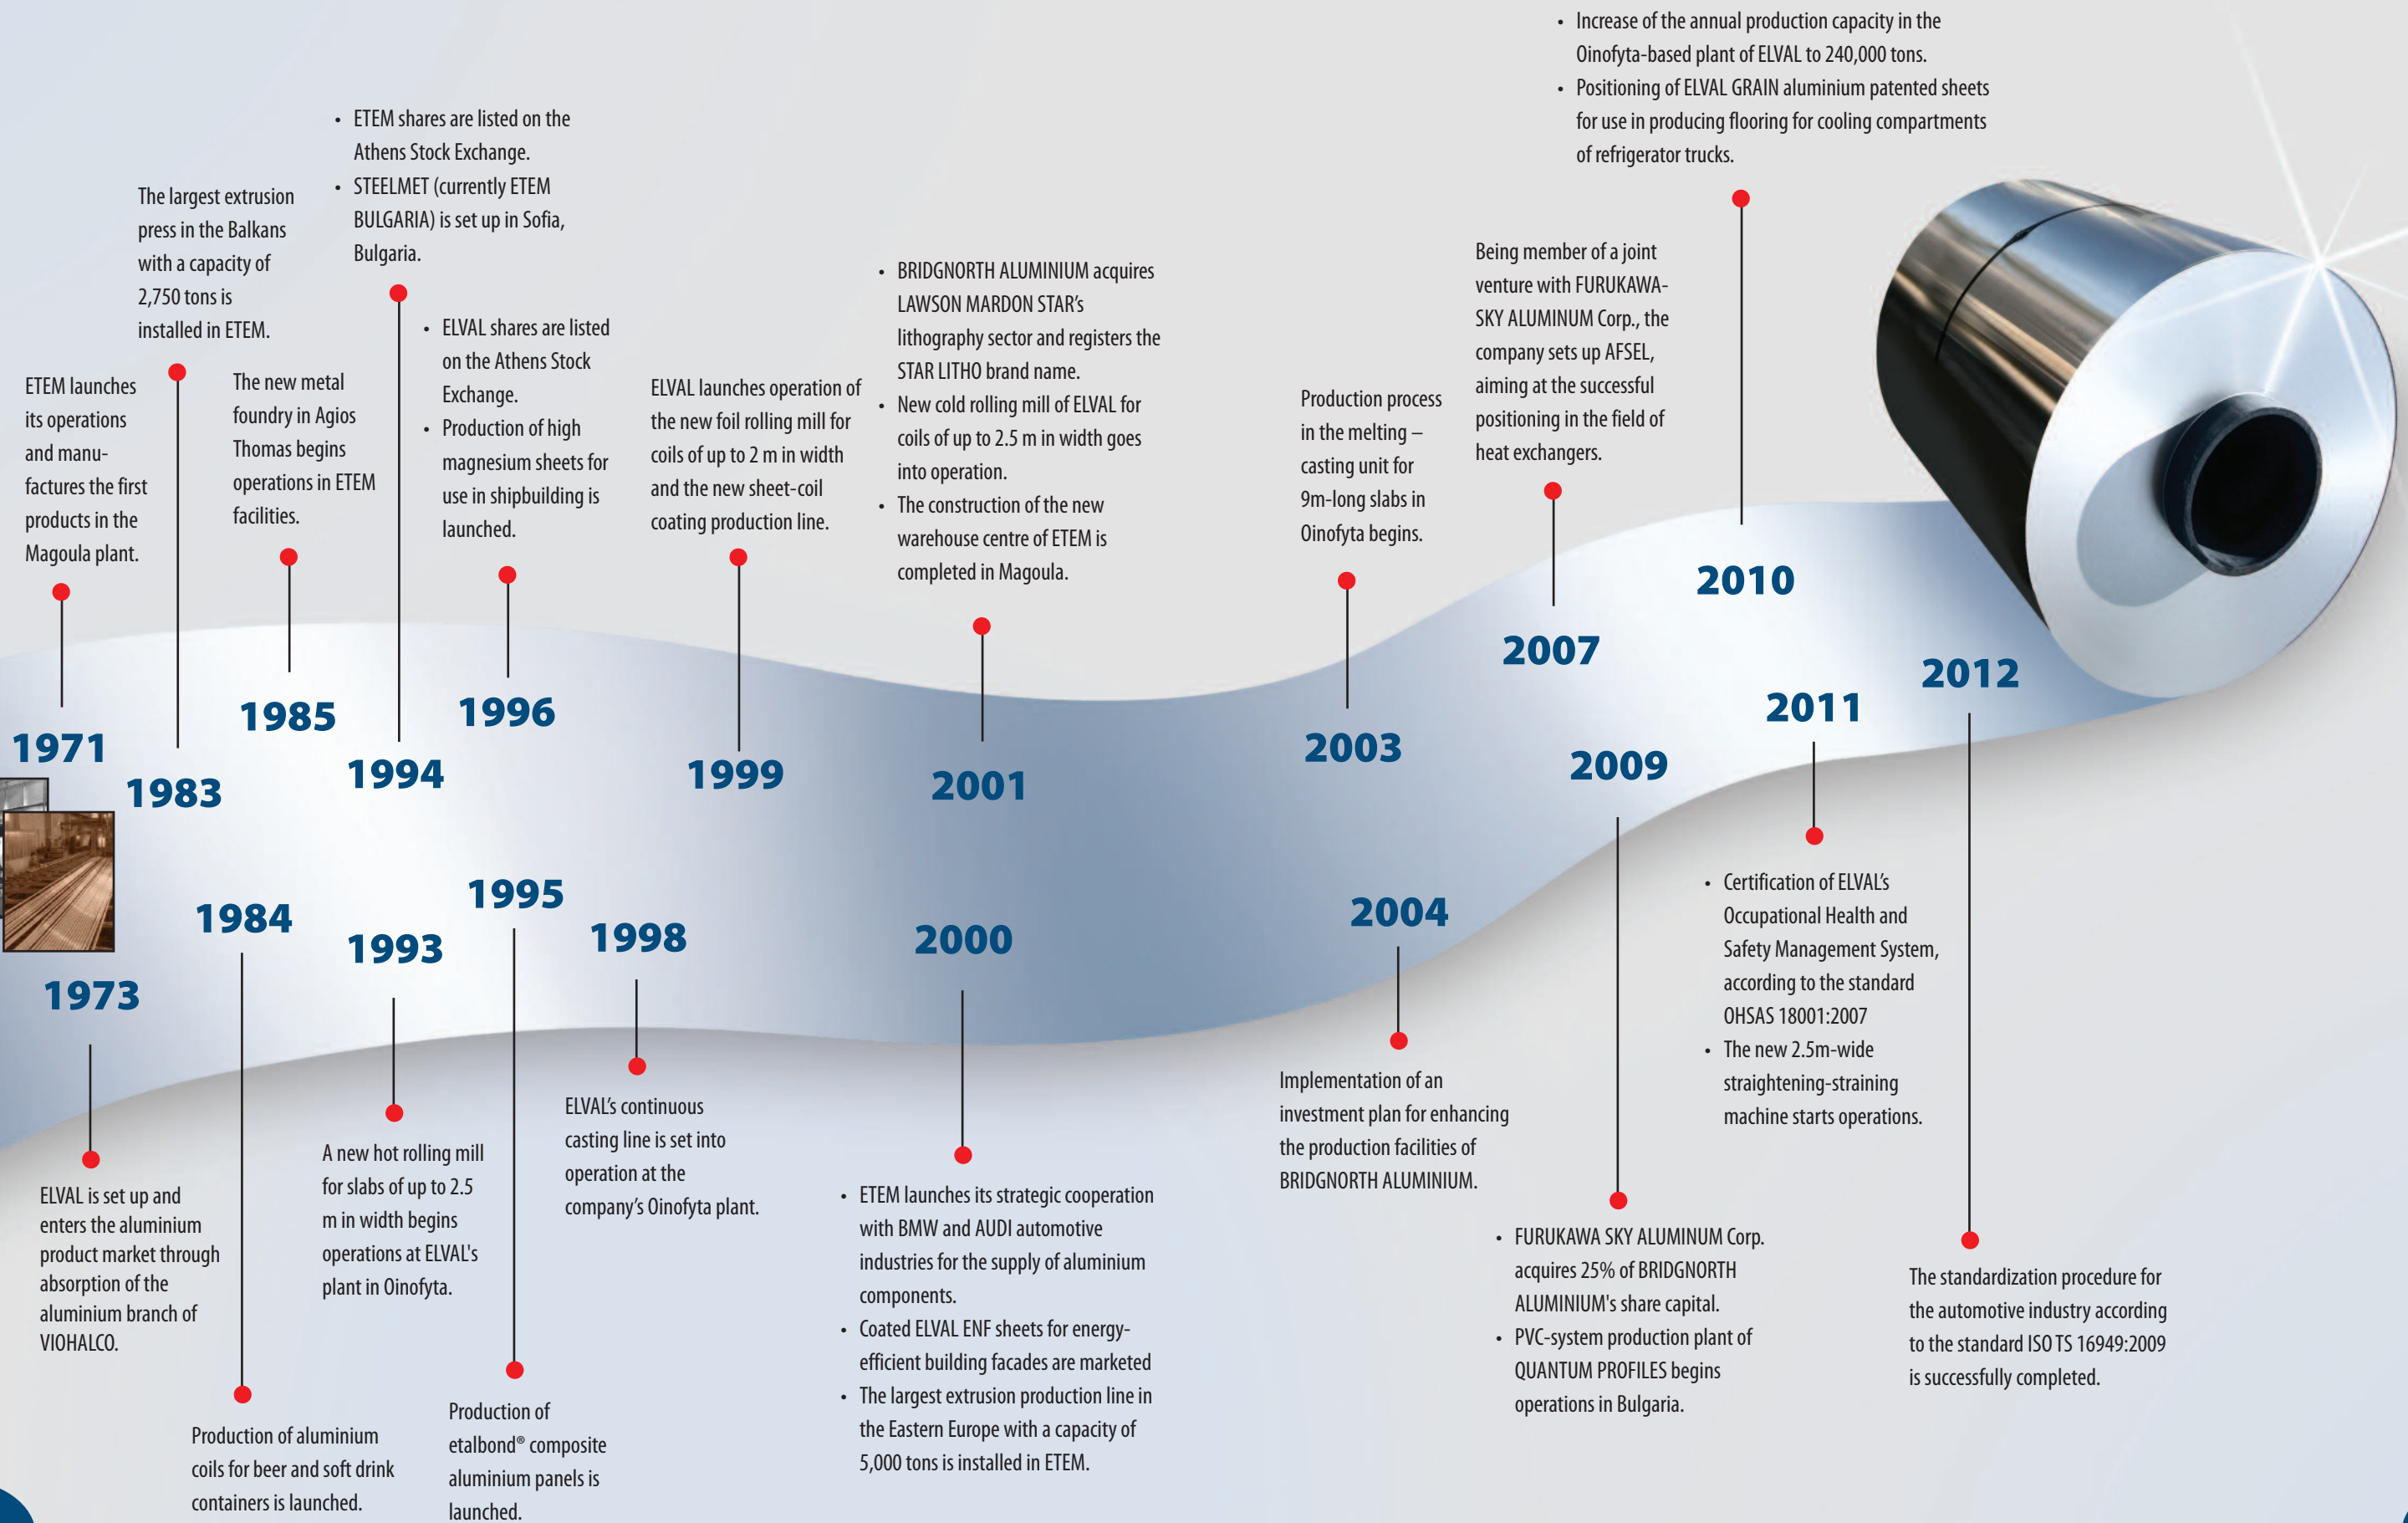 ETEM launches
its operations
and manu-
factures the first
products in the
Magoula plant.
1971
The largest extrusion
press in the Balkans
with a capacity of
2,750 tons is
installed in ETEM.
1983
The new metal
foundry in Agios
Thomas begins
operations in ETEM
facilities.
1985
• ETEM shares are listed on the
Athens Stock Exchange.
• STEELMET (currently ETEM
BULGARIA) is set up in Sofia,
Bulgaria.
1994
• ELVAL shares are listed
on the Athens Stock
Exchange.
• Production of high
magnesium sheets for
use in shipbuilding is
launched.
1996
ELVAL launches operation of
the new foil rolling mill for
coils of up to 2 m in width
and the new sheet-coil
coating production line.
1999
• BRIDGNORTH ALUMINIUM acquires
LAWSON MARDON STAR’s
lithography sector and registers the
STAR LITHO brand name.
• New cold rolling mill of ELVAL for
coils of up to 2.5 m in width goes
into operation.
• The construction of the new
warehouse centre of ETEM is
completed in Magoula.
2001
Production process
in the melting –
casting unit for
9m-long slabs in
Oinofyta begins.
2003
Being member of a joint
venture with FURUKAWA-
SKY ALUMINUM Corp., the
company sets up AFSEL,
aiming at the successful
positioning in the field of
heat exchangers.
2007
• Increase of the annual production capacity in the
Oinofyta-based plant of ELVAL to 240,000 tons.
• Positioning of ELVAL GRAIN aluminium patented sheets
for use in producing flooring for cooling compartments
of refrigerator trucks.
2010
1973
ELVAL is set up and
enters the aluminium
product market through
absorption of the
aluminium branch of
VIOHALCO.
1984
Production of aluminium
coils for beer and soft drink
containers is launched.
1993
A new hot rolling mill
for slabs of up to 2.5
m in width begins
operations at ELVAL's
plant in Oinofyta.
1995
Production of
etalbond® composite
aluminium panels is
launched.
1998
ELVAL’s continuous
casting line is set into
operation at the
company’s Oinofyta plant.
2000
• ETEM launches its strategic cooperation
with BMW and AUDI automotive
industries for the supply of aluminium
components.
• Coated ELVAL ENF sheets for energy-
efficient building facades are marketed
• The largest extrusion production line in
the Eastern Europe with a capacity of
5,000 tons is installed in ETEM.
2004
Implementation of an
investment plan for enhancing
the production facilities of
BRIDGNORTH ALUMINIUM.
2009
• FURUKAWA SKY ALUMINUM Corp.
acquires 25% of BRIDGNORTH
ALUMINIUM's share capital.
• PVC-system production plant of
QUANTUM PROFILES begins
operations in Bulgaria.
2011
• Certification of ELVAL’s
Occupational Health and
Safety Management System,
according to the standard
OHSAS 18001:2007
• The new 2.5m-wide
straightening-straining
machine starts operations.
2012
The standardization procedure for
the automotive industry according
to the standard ISO TS 16949:2009
is successfully completed.